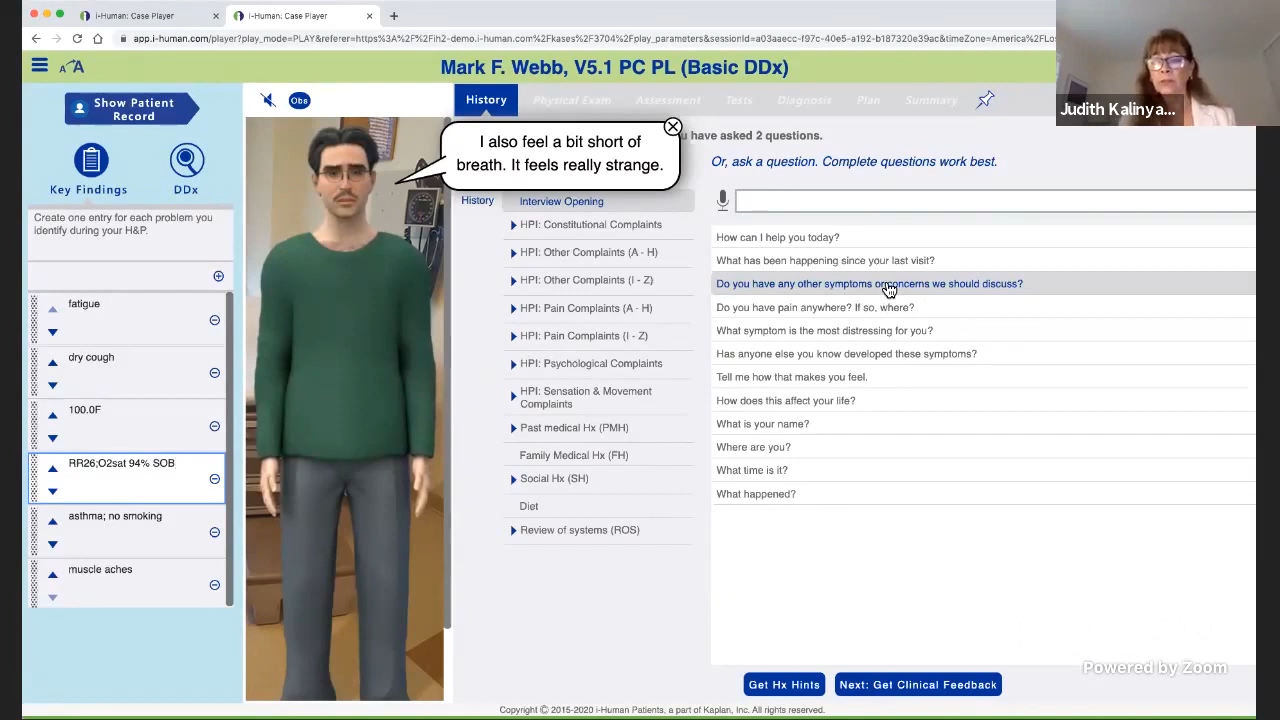 i-Human: Case Player
i-Human: Case Player
app.i-human.com/player?play_mode=PLAY&referer=https%3A%2F%2Fih2-demo.i-human.com%2Fkases%2F3704%2Fplay_parameters&sessionId=a03aaecc-f97c-40e5-a192-b187320e39ac&timeZone=America%2FLos
Mark F. Webb, V5.1 PC PL (Basic DDx)
Judith Kalinya...
Show Patient
Record
Key Findings
DDx
Create one entry for each problem you
identify during your H&P.
fatigue
dry cough
100.0F
RR26;O2sat 94% SOB
asthma; no smoking
muscle aches
Obs
History
Physical Exam
Assessment
Tests
Diagnosis
Plan
Summary
I also feel a bit short of
breath. It feels really strange.
have asked 2 questions.
Or, ask a question. Complete questions work best.
History
Interview Opening
HPI: Constitutional Complaints
HPI: Other Complaints (A - H)
HPI: Other Complaints (I - Z)
HPI: Pain Complaints (A - H)
HPI: Pain Complaints (I - Z)
HPI: Psychological Complaints
HPI: Sensation & Movement
Complaints
Past medical Hx (PMH)
Family Medical Hx (FH)
Social Hx (SH)
Diet
Review of systems (ROS)
How can I help you today?
What has been happening since your last visit?
Do you have any other symptoms or concerns we should discuss?
Do you have pain anywhere? If so, where?
What symptom is the most distressing for you?
Has anyone else you know developed these symptoms?
Tell me how that makes you feel.
How does this affect your life?
What is your name?
Where are you?
What time is it?
What happened?
Get Hx Hints
Next: Get Clinical Feedback
Powered by Zoom
Copyright © 2015-2020 i-Human Patients, a part of Kaplan, Inc. All rights reserved.